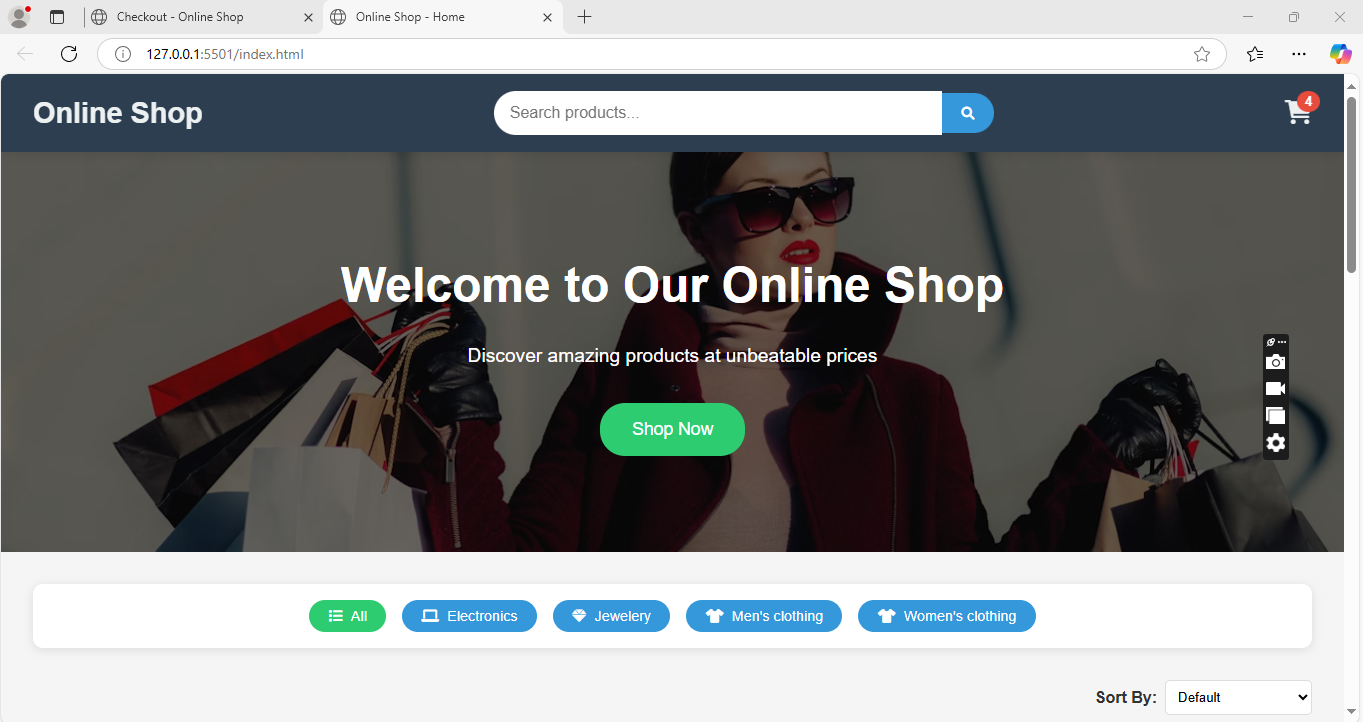 Checkout - Online Shop
Online Shop - Home
127.0.0.1:5501/index.html
Online Shop
Search products...
4
Welcome to Our Online Shop
Discover amazing products at unbeatable prices
Shop Now
All
Electronics
Jewelery
Men's clothing
Women's clothing
Sort By:
Default